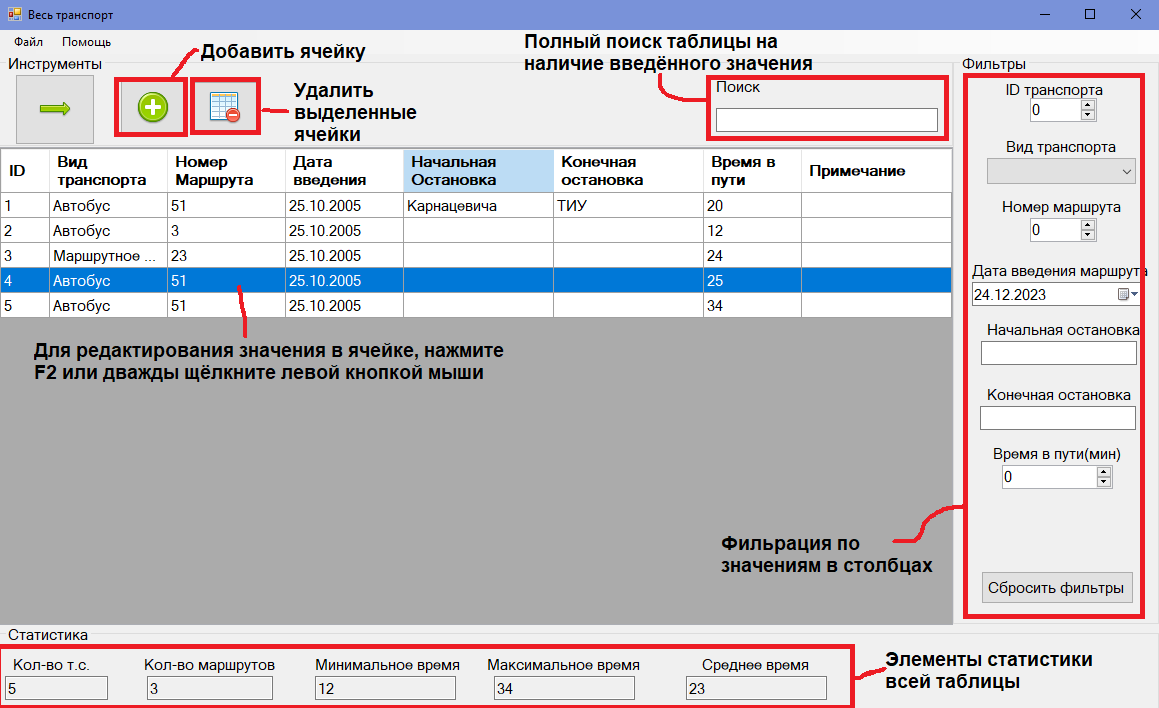 Весь транспорт
Файл Помощь
Инструменты
Добавить ячейку
Удалить
выделенные
ячейки
Полный поиск таблицы на
наличие введённого значения
Поиск
Фильтры
ID транспорта
0
Вид транспорта
Номер маршрута
0
Дата введения маршрута
24.12.2023
Начальная остановка
Конечная остановка
Время в пути(мин)
0
Сбросить фильтры
ID Вид транспорта Номер Маршрута Дата введения Начальная Остановка Конечная остановка Время в пути Примечание
1 Автобус 51 25.10.2005 Карнацевича ТИУ 20
2 Автобус 3 25.10.2005 12
3 Маршрутное ... 23 25.10.2005 24
4 Автобус 51 25.10.2005 25
5 Автобус 51 25.10.2005 34
Для редактирования значения в ячейке, нажмите
F2 или дважды щёлкните левой кнопкой мыши
Фильрация по
значениям в столбцах
Статистика
Кол-во т.с. Кол-во маршрутов Минимальное время Максимальное время Среднее время
5 3 12 34 23
Элементы статистики
всей таблицы